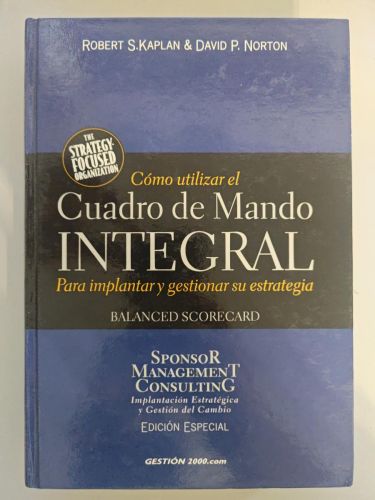 ROBERT S.KAPLAN & DAVID P. NORTON
THE
STRATEGY-
FOCUSED
ORGANIZATION
Cómo utilizar el
Cuadro de Mando
INTEGRAL
Para implantar y gestionar su estrategia
BALANCED SCORECARD
SPONSOR
MANAGEMENT
CONSULTING
Implantación Estratégica
y Gestión del Cambio
EDICIÓN ESPECIAL
GESTIÓN 2000.com